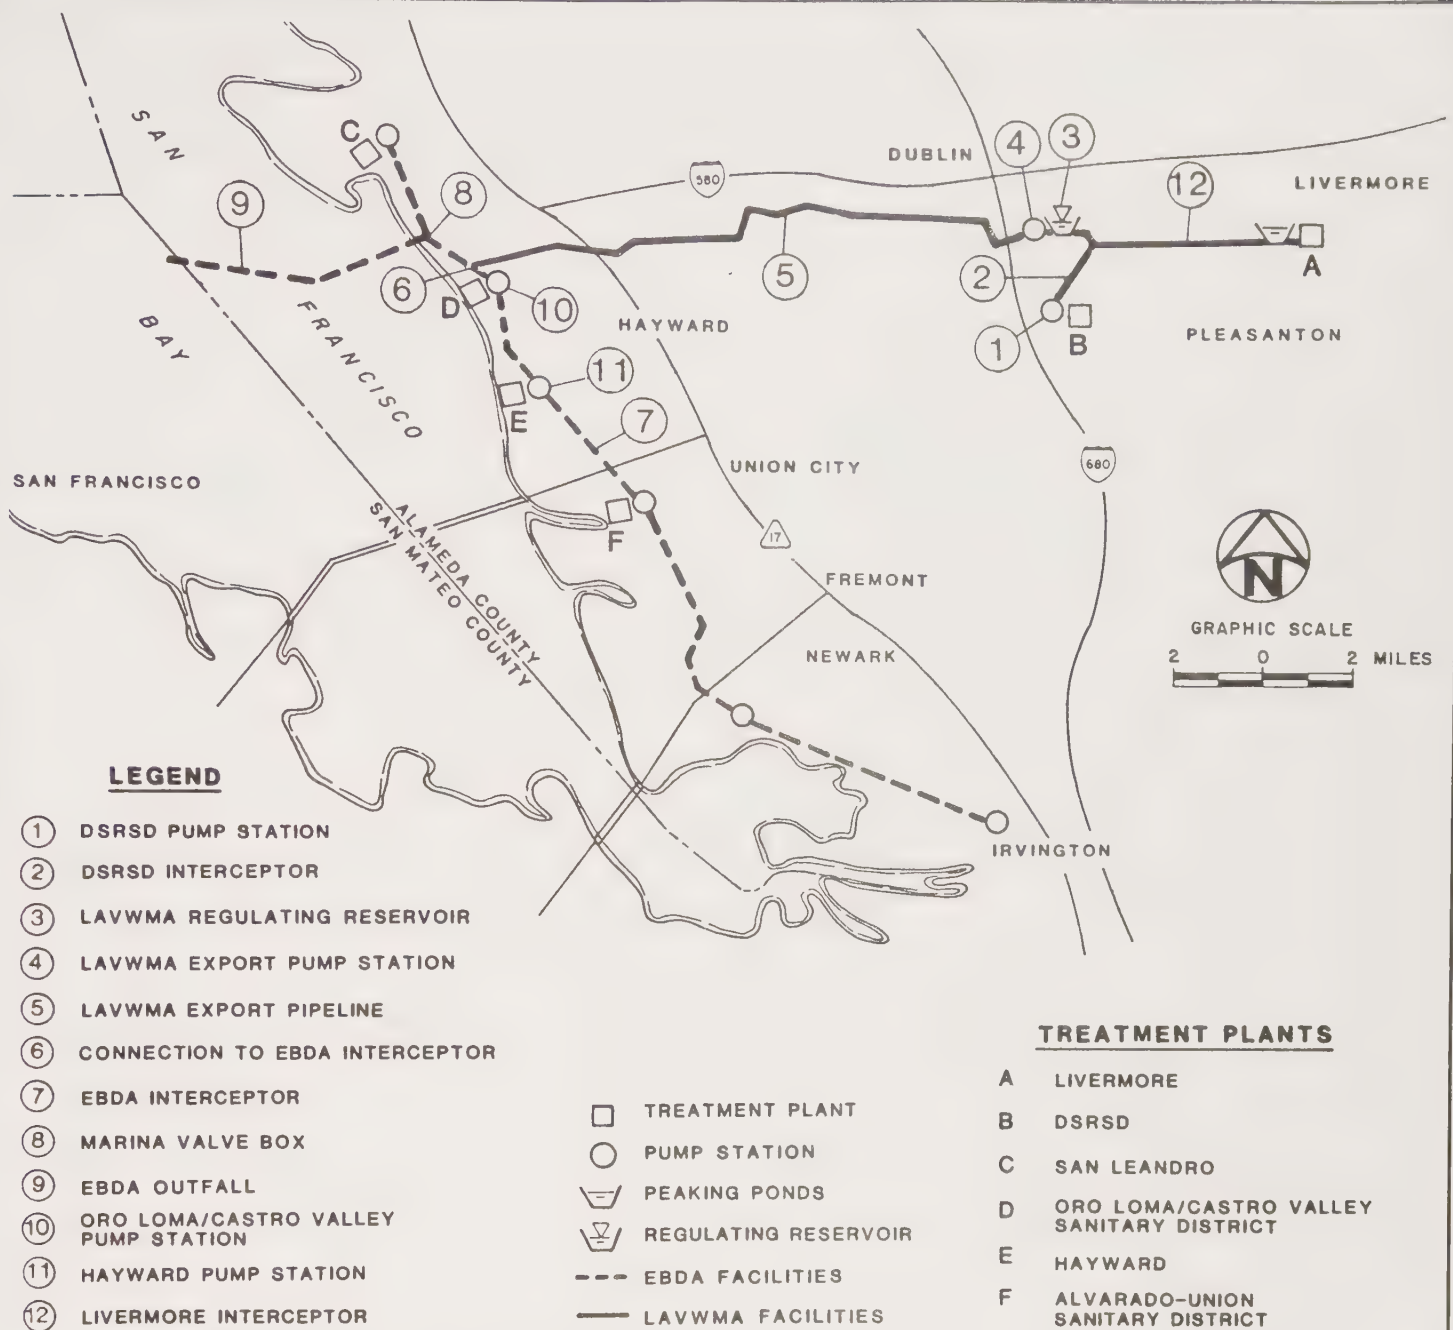 SAN
FRANCISCO
BAY
C
8
9
6
D
10
11
E
7
F
580
DUBLIN
4
3
12
LIVERMORE
A
5
2
1
B
PLEASANTON
HAYWARD
UNION CITY
680
17
SAN FRANCISCO
ALAMEDA COUNTY
SAN MATEO COUNTY
FREMONT
NEWARK
IRVINGTON
N
GRAPHIC SCALE
2 0 2 MILES
LEGEND
1 DSRSD PUMP STATION
2 DSRSD INTERCEPTOR
3 LAVWMA REGULATING RESERVOIR
4 LAVWMA EXPORT PUMP STATION
5 LAVWMA EXPORT PIPELINE
6 CONNECTION TO EBDA INTERCEPTOR
7 EBDA INTERCEPTOR
8 MARINA VALVE BOX
9 EBDA OUTFALL
10 ORO LOMA/CASTRO VALLEY
PUMP STATION
11 HAYWARD PUMP STATION
12 LIVERMORE INTERCEPTOR
TREATMENT PLANT
PUMP STATION
PEAKING PONDS
REGULATING RESERVOIR
EBDA FACILITIES
LAVWMA FACILITIES
TREATMENT PLANTS
A LIVERMORE
B DSRSD
C SAN LEANDRO
D ORO LOMA/CASTRO VALLEY
SANITARY DISTRICT
E HAYWARD
F ALVARADO-UNION
SANITARY DISTRICT